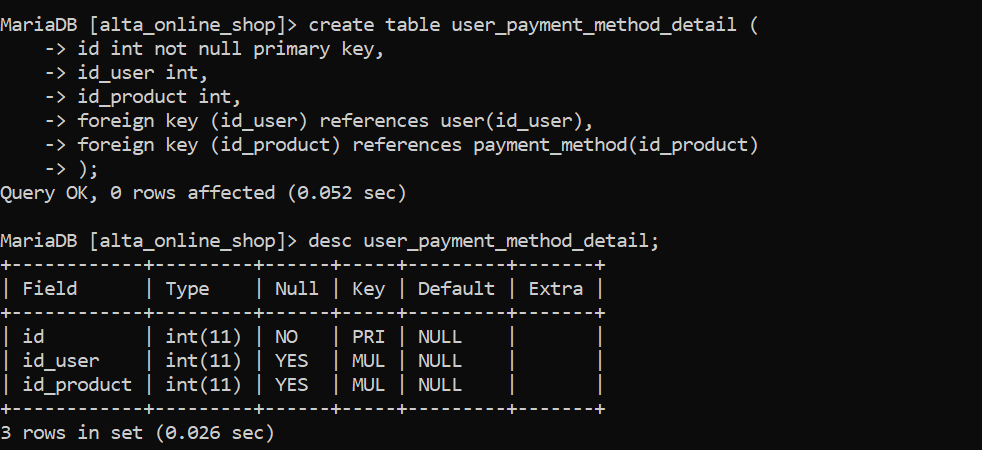 MariaDB [alta_online_shop]> create table user_payment_method_detail (
    -> id int not null primary key,
    -> id_user int,
    -> id_product int,
    -> foreign key (id_user) references user(id_user),
    -> foreign key (id_product) references payment_method(id_product)
    -> );
Query OK, 0 rows affected (0.052 sec)

MariaDB [alta_online_shop]> desc user_payment_method_detail;
+------------+---------+------+-----+---------+-------+
| Field      | Type    | Null | Key | Default | Extra |
+------------+---------+------+-----+---------+-------+
| id         | int(11) | NO   | PRI | NULL    |       |
| id_user    | int(11) | YES  | MUL | NULL    |       |
| id_product | int(11) | YES  | MUL | NULL    |       |
+------------+---------+------+-----+---------+-------+
3 rows in set (0.026 sec)